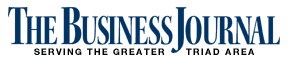 THE BUSINESS JOURNAL
SERVING THE GREATER TRIAD AREA